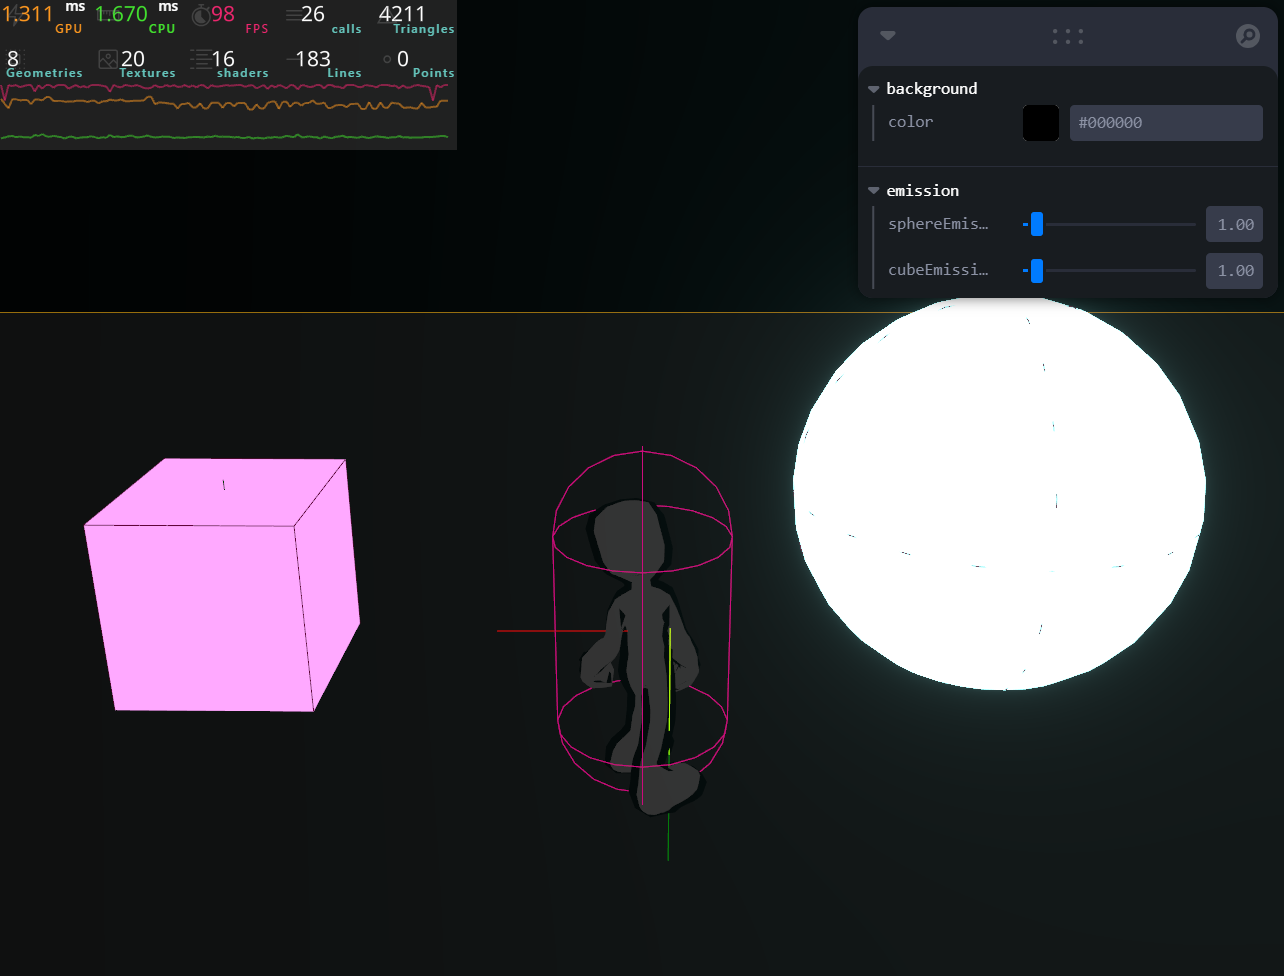 1.311 ms GPU 1.670 ms CPU 98 FPS 26 calls 4211 Triangles
8 Geometries 20 Textures 16 shaders 183 Lines 0 Points
background
color #000000
emission
sphereEmis… 1.00
cubeEmissi… 1.00